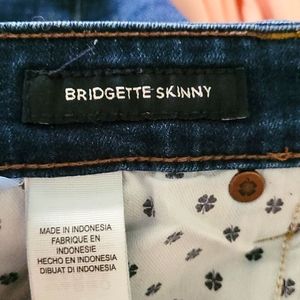 BRIDGETTE SKINNY
MADE IN INDONESIA
FABRIQUE EN
INDONESIE
HECHO EN INDONESIA
DIBUAT DI INDONESIA